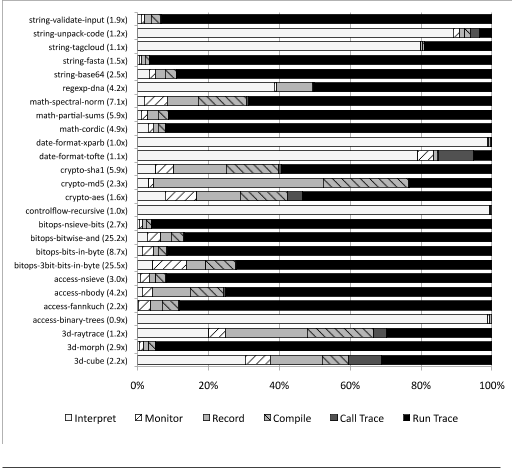 string-validate-input (1.9x)
string-unpack-code (1.2x)
string-tagcloud (1.1x)
string-fasta (1.5x)
string-base64 (2.5x)
regexp-dna (4.2x)
math-spectral-norm (7.1x)
math-partial-sums (5.9x)
math-cordic (4.9x)
date-format-xparb (1.0x)
date-format-tofte (1.1x)
crypto-sha1 (5.9x)
crypto-md5 (2.3x)
crypto-aes (1.6x)
controlflow-recursive (1.0x)
bitops-nsieve-bits (2.7x)
bitops-bitwise-and (25.2x)
bitops-bits-in-byte (8.7x)
bitops-3bit-bits-in-byte (25.5x)
access-nsieve (3.0x)
access-nbody (4.2x)
access-fannkuch (2.2x)
access-binary-trees (0.9x)
3d-raytrace (1.2x)
3d-morph (2.9x)
3d-cube (2.2x)
0% 20% 40% 60% 80% 100%
Interpret Monitor Record Compile Call Trace Run Trace